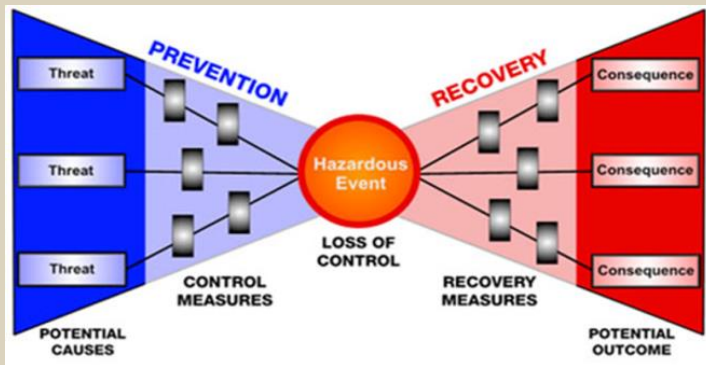 PREVENTION
RECOVERY
Threat
Threat
Threat
Hazardous
Event
Consequence
Consequence
Consequence
LOSS OF
CONTROL
CONTROL
MEASURES
RECOVERY
MEASURES
POTENTIAL
CAUSES
POTENTIAL
OUTCOME